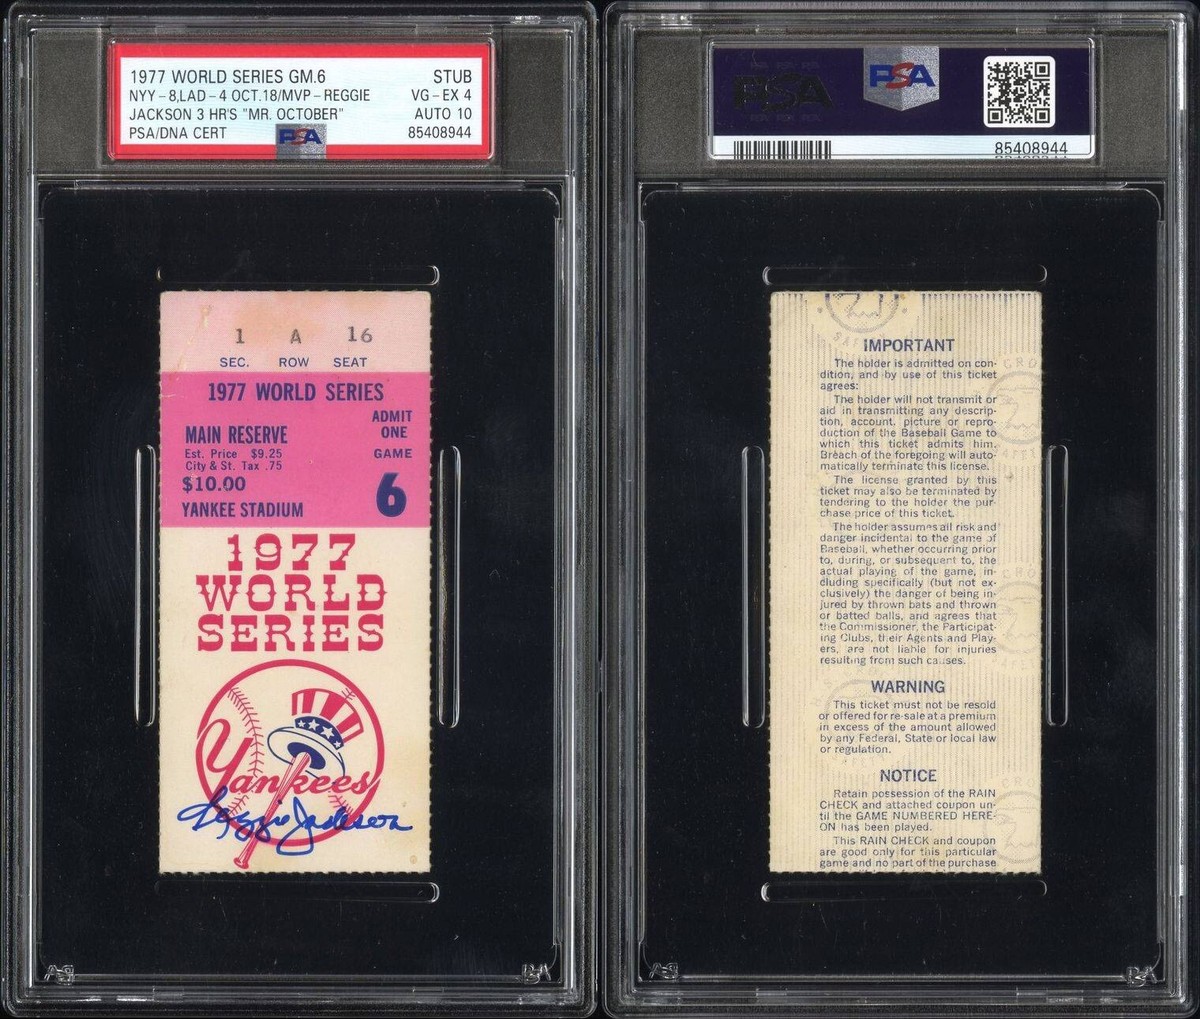 1977 WORLD SERIES GM.6 STUB
NYY-8,LAD-4 OCT.18/MVP-REGGIE VG-EX 4
JACKSON 3 HR'S "MR. OCTOBER" AUTO 10
PSA/DNA CERT PSA 85408944
1 A 16
SEC. ROW SEAT
1977 WORLD SERIES
ADMIT
ONE
MAIN RESERVE
Est. Price $9.25
City & St. Tax .75
GAME
$10.00
6
YANKEE STADIUM
1977
WORLD
SERIES
Yankees
Reggie Jackson
PSA
PSA
85408944
IMPORTANT
The holder is admitted on con-
dition, and by use of this ticket
agrees:
The holder will not transmit or
aid in transmitting any descrip-
tion, account, picture or repro-
duction of the Baseball Game to
which this ticket admits him.
Breach of the foregoing will auto-
matically terminate this license.
The license granted by this
ticket may also be terminated by
tendering to the holder the pur-
chase price of this ticket.
The holder assumes all risk and
danger incidental to the game of
Baseball, whether occurring prior
to, during, or subsequent to, the
actual playing of the game, in-
cluding specifically (but not ex-
clusively) the danger of being in-
jured by thrown bats and thrown
or batted balls, and agrees that
the Commissioner, the Participat-
ing Clubs, their Agents and Play-
ers, are not liable for injuries
resulting from such causes.
WARNING
This ticket must not be resold
or offered for re-sale at a premium
in excess of the amount allowed
by any Federal, State or local law
or regulation.
NOTICE
Retain possession of the RAIN
CHECK and attached coupon un-
til the GAME NUMBERED HERE-
ON has been played.
This RAIN CHECK and coupon
are good only for this particular
game and no part of the purchase